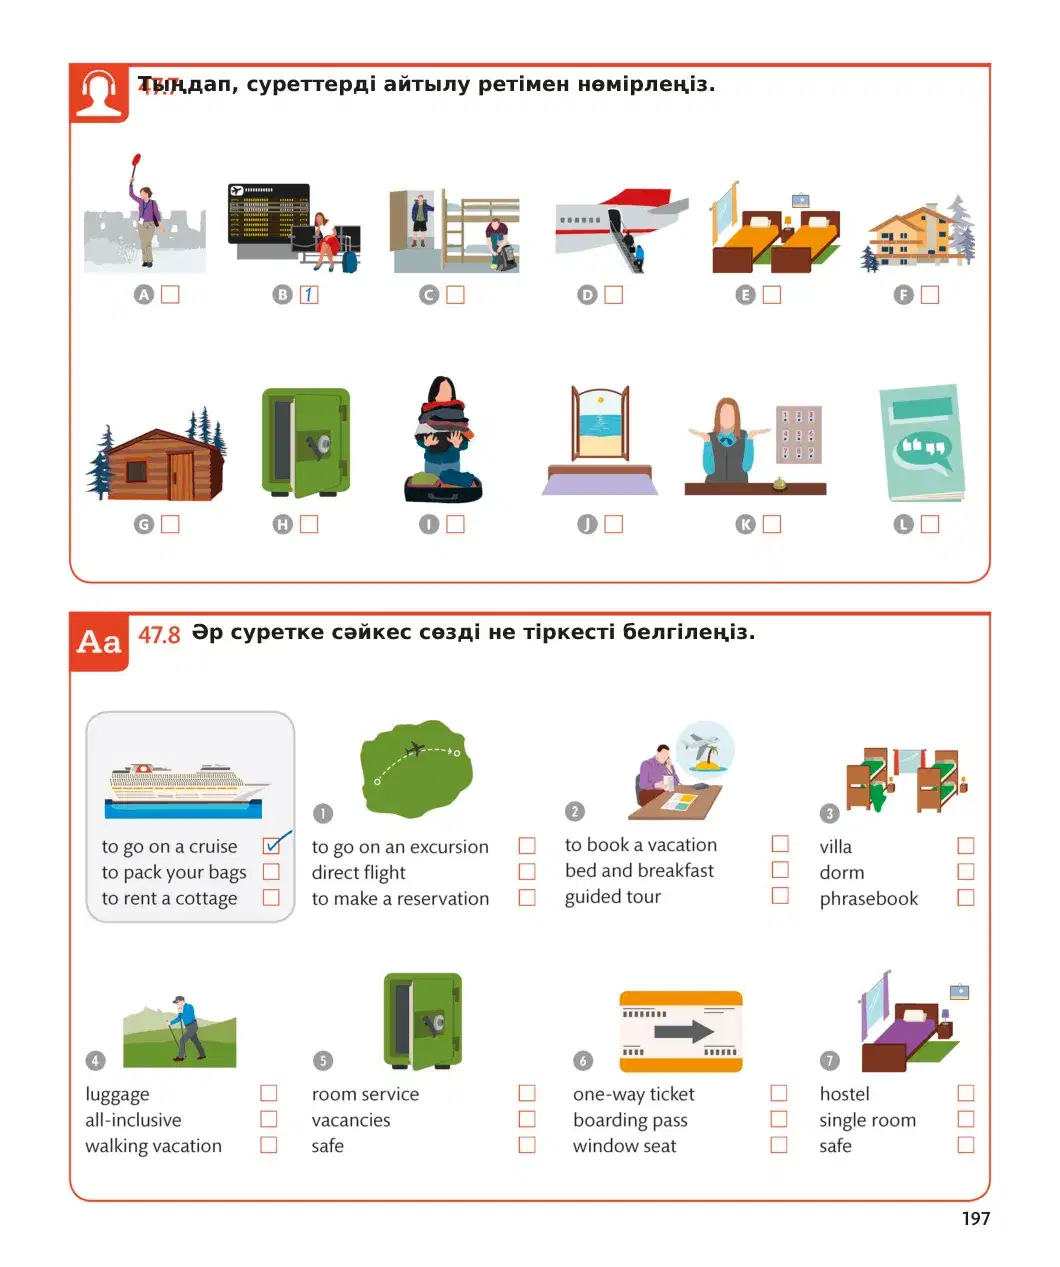 47.7 Тыңдап, суреттерді айтылу ретімен нөмірлеңіз.
A
B 1
C
D
E
F
G
H
I
J
K
L
Aa 47.8 Әр суретке сәйкес сөзді не тіркесті белгілеңіз.
to go on a cruise
to pack your bags
to rent a cottage
1
to go on an excursion
direct flight
to make a reservation
2
to book a vacation
bed and breakfast
guided tour
3
villa
dorm
phrasebook
4
luggage
all-inclusive
walking vacation
5
room service
vacancies
safe
6
one-way ticket
boarding pass
window seat
7
hostel
single room
safe
197